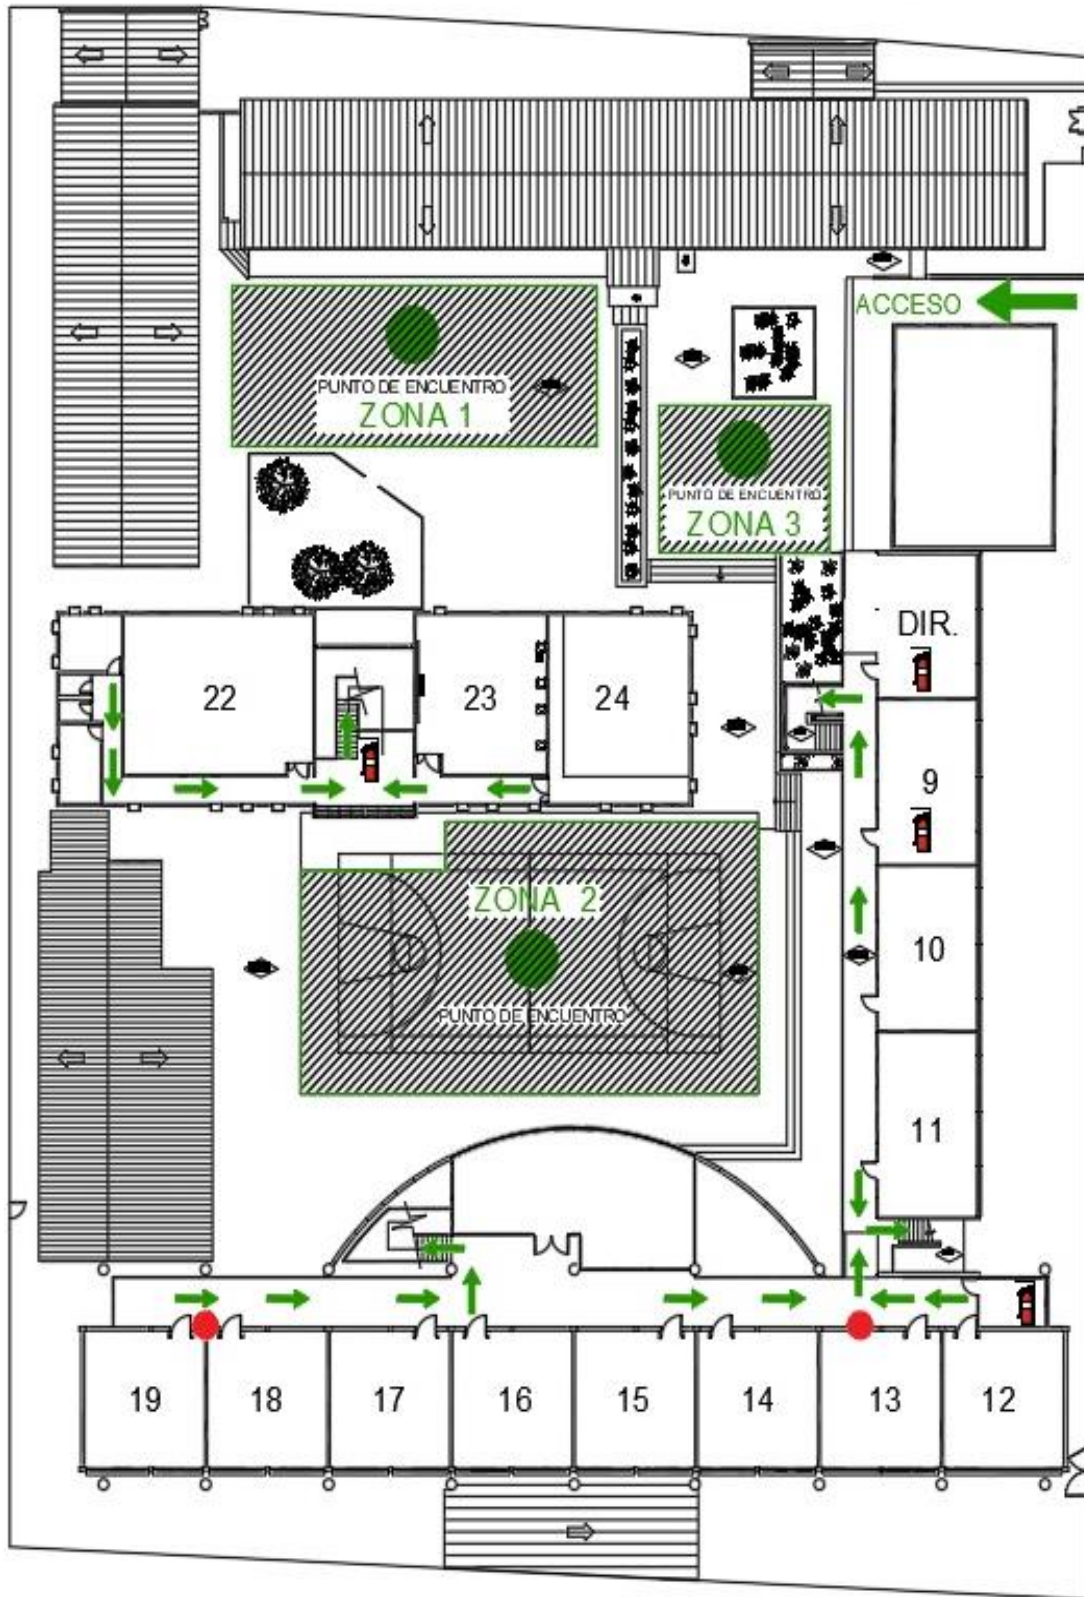 ACCESO
PUNTO DE ENCUENTRO
ZONA 1
PUNTO DE ENCUENTRO
ZONA 3
DIR.
22
23
24
9
ZONA 2
PUNTO DE ENCUENTRO
10
11
19
18
17
16
15
14
13
12